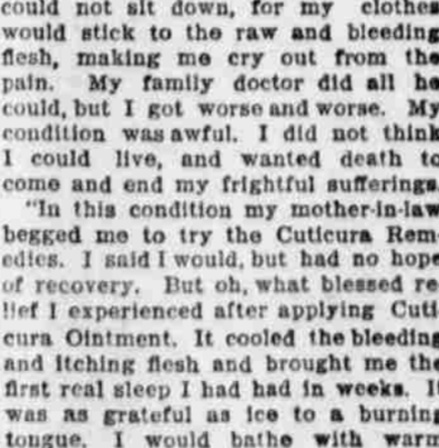 could not sit down, for my clothes
would stick to the raw and bleeding
flesh, making me cry out from the
pain. My family doctor did all he
could, but I got worse and worse. My
condition was awful. I did not think
I could live, and wanted death to
come and end my frightful sufferings
"In this condition my mother-in-law
begged me to try the Cuticura Rem
edies. I said I would, but had no hope
of recovery. But oh, what blessed re
lief I experienced after applying Cuti
cura Ointment. It cooled the bleeding
and itching flesh and brought me the
first real sleep I had had in weeks. It
was as grateful as ice to a burning
tongue. I would bathe with warm